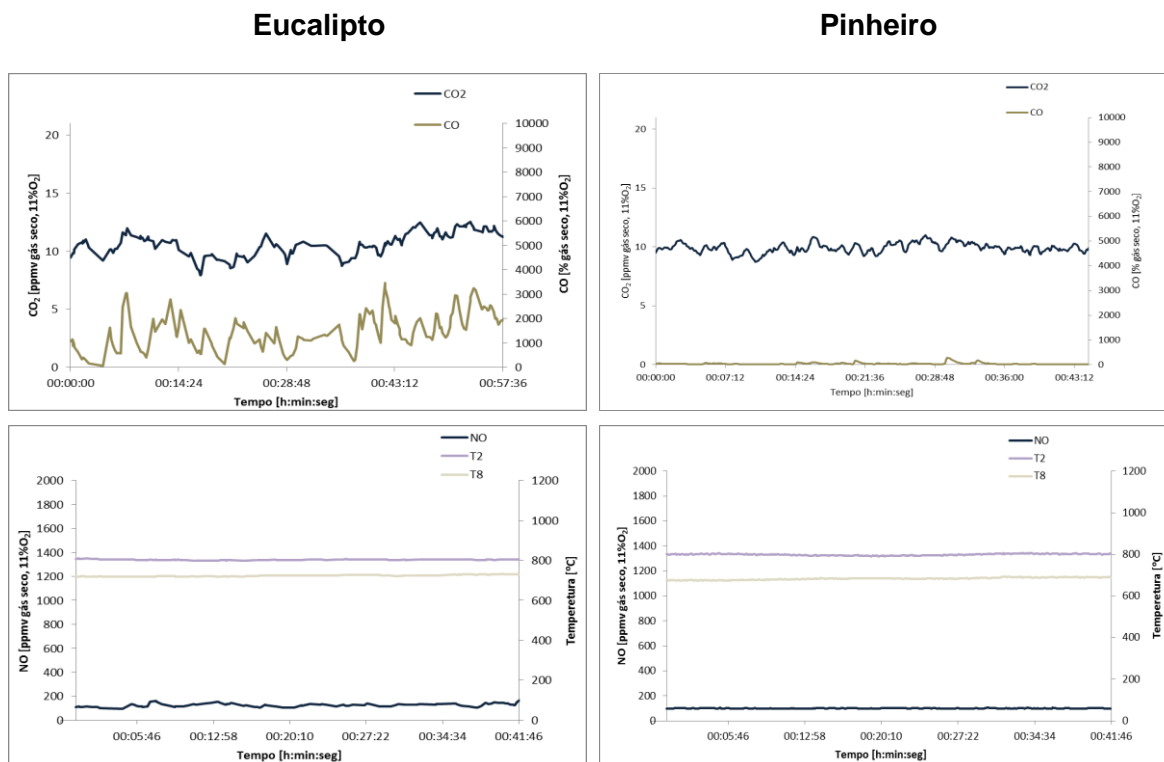 Eucalipto
Pinheiro
CO2
CO
20
15
10
5
0
10000
9000
8000
7000
6000
5000
4000
3000
2000
1000
0
CO₂ [ppmv gás seco, 11%O₂]
CO [% gás seco, 11%O₂]
00:00:00 00:14:24 00:28:48 00:43:12 00:57:36
Tempo [h:min:seg]
CO2
CO
20
15
10
5
0
10000
9000
8000
7000
6000
5000
4000
3000
2000
1000
0
CO₂ [ppmv gás seco, 11%O₂]
CO [% gás seco, 11%O₂]
00:00:00 00:07:12 00:14:24 00:21:36 00:28:48 00:36:00 00:43:12
Tempo [h:min:seg]
NO
T2
T8
2000
1800
1600
1400
1200
1000
800
600
400
200
0
1200
1000
800
600
400
200
0
NO [ppmv gás seco, 11%O₂]
Temperetura [ºC]
00:05:46 00:12:58 00:20:10 00:27:22 00:34:34 00:41:46
Tempo [h:min:seg]
NO
T2
T8
2000
1800
1600
1400
1200
1000
800
600
400
200
0
1200
1000
800
600
400
200
0
NO [ppmv gás seco, 11%O₂]
Temperetura [ºC]
00:05:46 00:12:58 00:20:10 00:27:22 00:34:34 00:41:46
Tempo [h:min:seg]